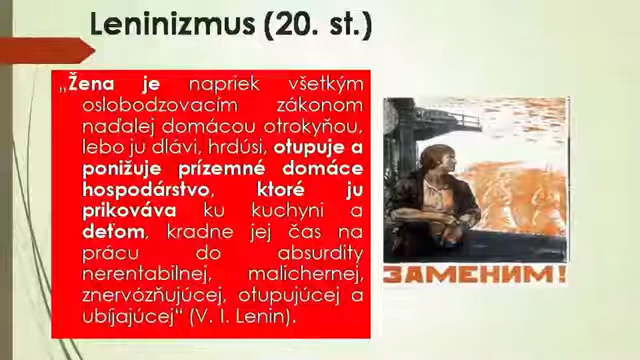 Leninizmus (20. st.)
„Žena je napriek všetkým
oslobodzovacím zákonom
naďalej domácou otrokyňou,
lebo ju dlávi, hrdúsi, otupuje a
ponižuje prízemné domáce
hospodárstvo, ktoré ju
prikováva ku kuchyni a
deťom, kradne jej čas na
prácu do absurdity
nerentabilnej, malichernej,
znervózňujúcej, otupujúcej a
ubíjajúcej“ (V. I. Lenin).
ЗАМЕНИМ!